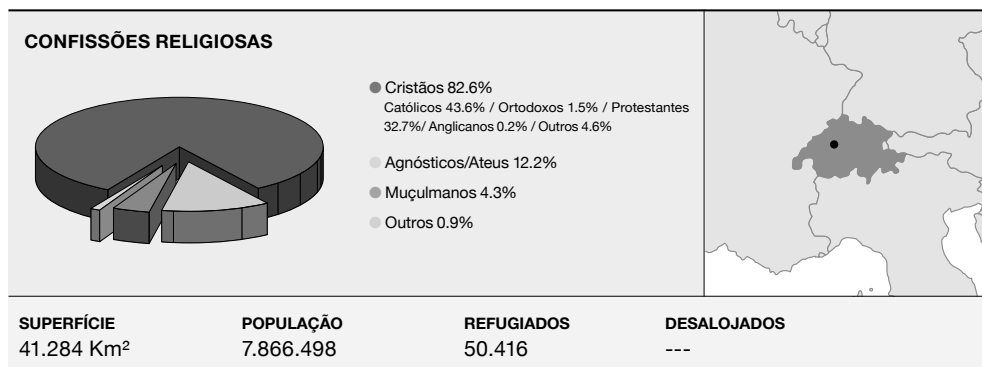 CONFISSÕES RELIGIOSAS
Cristãos 82.6%
Católicos 43.6% / Ortodoxos 1.5% / Protestantes
32.7%/ Anglicanos 0.2% / Outros 4.6%
Agnósticos/Ateus 12.2%
Muçulmanos 4.3%
Outros 0.9%
SUPERFÍCIE
41.284 Km²
POPULAÇÃO
7.866.498
REFUGIADOS
50.416
DESALOJADOS
---